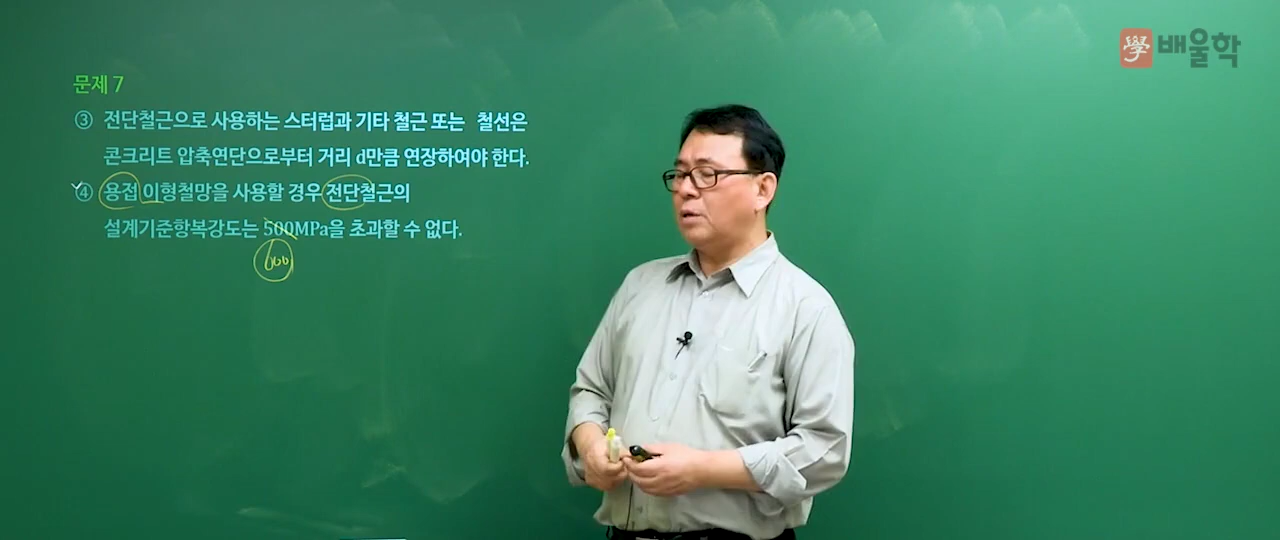 學 배울학
문제 7
③ 전단철근으로 사용하는 스터럽과 기타 철근 또는 철선은
콘크리트 압축연단으로부터 거리 d만큼 연장하여야 한다.
④ 용접 이형철망을 사용할 경우 전단철근의
설계기준항복강도는 500MPa을 초과할 수 없다.
600